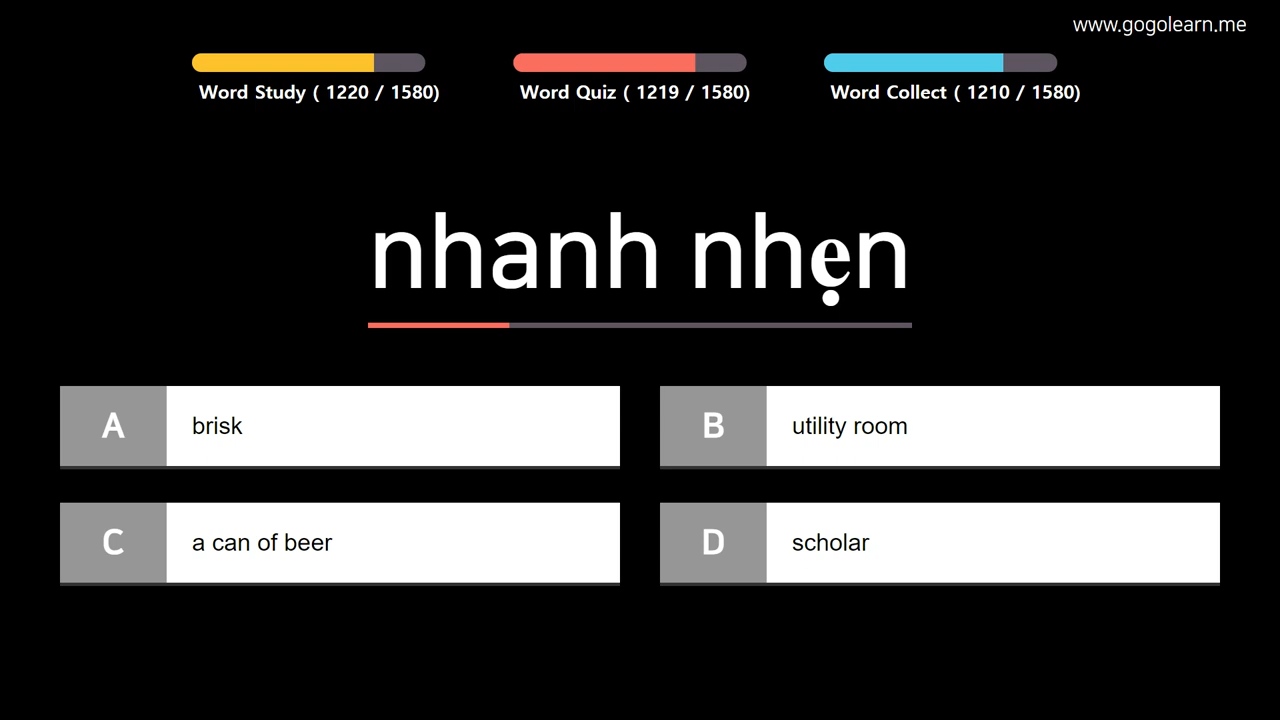 www.gogolearn.me
Word Study ( 1220 / 1580)
Word Quiz ( 1219 / 1580)
Word Collect ( 1210 / 1580)
nhanh nhẹn
A brisk
B utility room
C a can of beer
D scholar